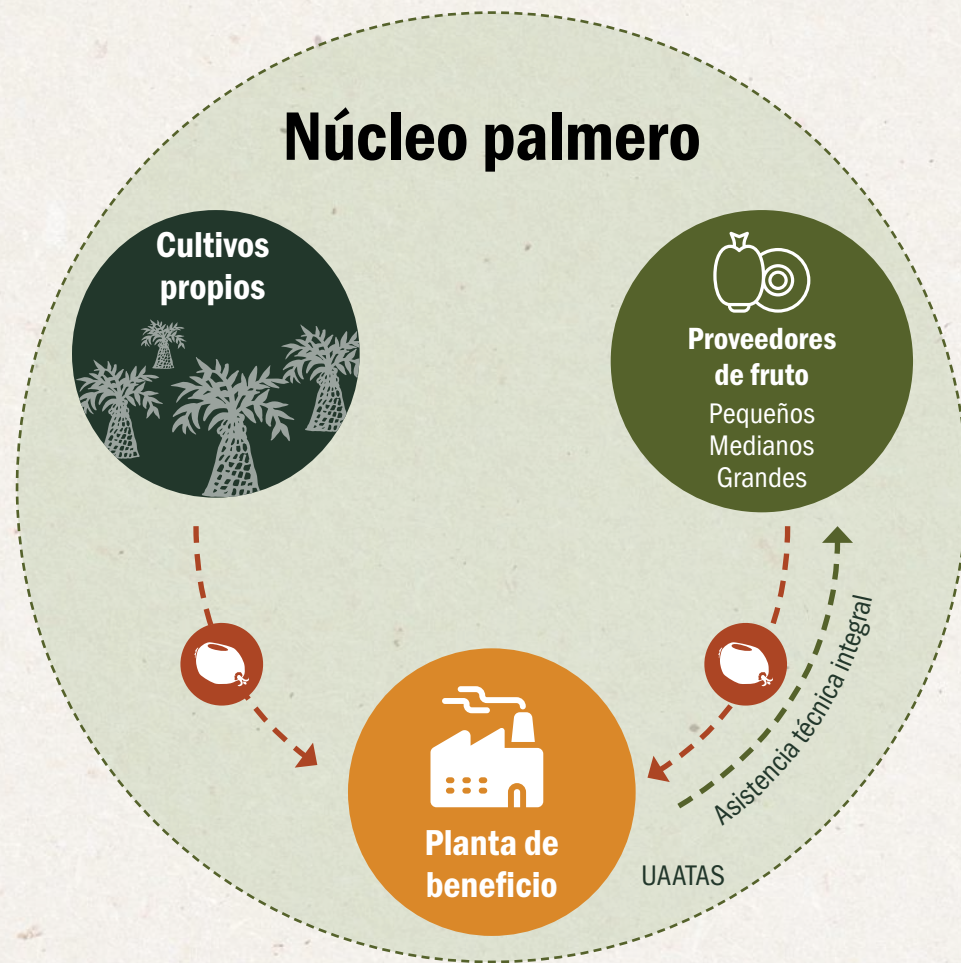 Núcleo palmero
Cultivos
propios
Proveedores
de fruto
Pequeños
Medianos
Grandes
Asistencia técnica integral
Planta de
beneficio
UAATAS